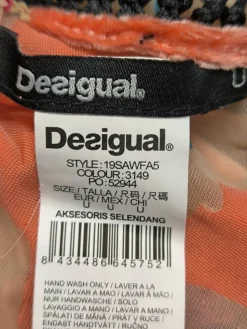 Desigual.
Desigual®
STYLE:19SAWFA5
COLOUR:3149
PO:52944
SIZE / TALLA / 尺码 / 尺碼
EUR / MEX / CHI
U U U
AKSESORIS SELENDANG
8 434486 645752
HAND WASH ONLY / LAVER A LA
MAIN / LAVAR A MAO / LAVAR À MÃO /
NUR HANDWASCHE / SOLO
LAVAGGIO A MANO / LAVAR A MANO /
SPĂLAȚI DE MÂNĂ / PRÁT V RUCE /
ENDAST HANDTVÄTT / RUČNO